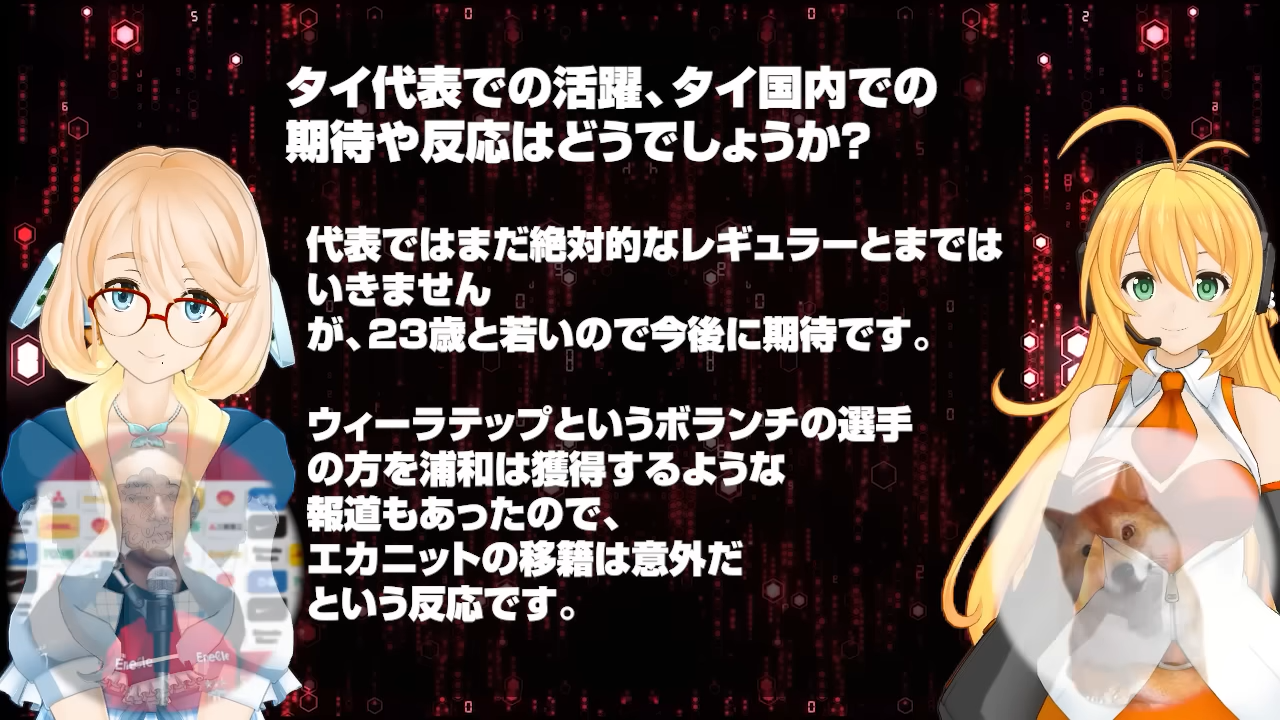 タイ代表での活躍、タイ国内での
期待や反応はどうでしょうか?
代表ではまだ絶対的なレギュラーとまでは
いきません
が、23歳と若いので今後に期待です。
ウィーラテップというボランチの選手
の方を浦和は獲得するような
報道もあったので、
エカニットの移籍は意外だ
という反応です。
EneCle EneCle